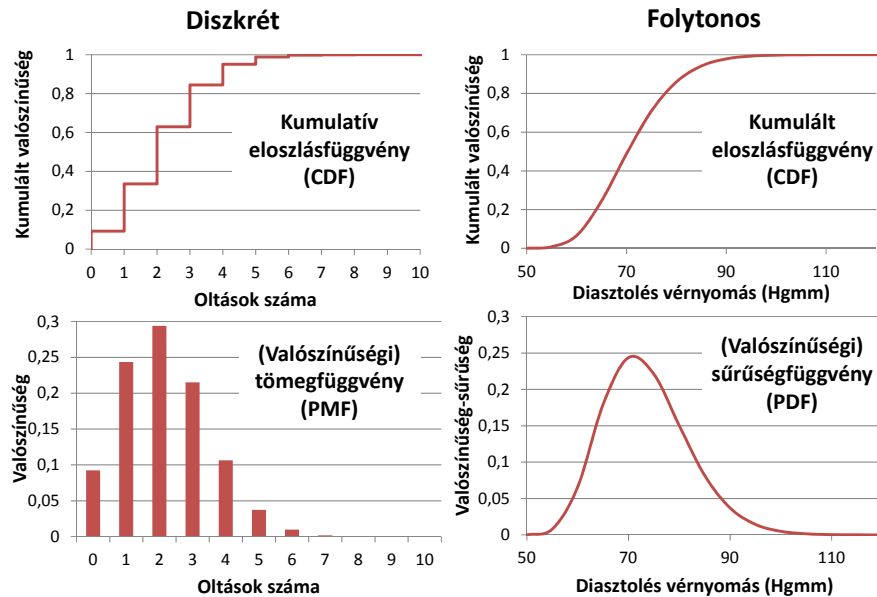 Diszkrét
Kumulált valószínűség
1
0,8
0,6
0,4
0,2
0
Kumulatív
eloszlásfüggvény
(CDF)
0 1 2 3 4 5 6 7 8 9 10
Oltások száma
Folytonos
Kumulált valószínűség
1
0,8
0,6
0,4
0,2
0
Kumulált
eloszlásfüggvény
(CDF)
50 70 90 110
Diasztolés vérnyomás (Hgmm)
Valószínűség
0,3
0,25
0,2
0,15
0,1
0,05
0
(Valószínűségi)
tömegfüggvény
(PMF)
0 1 2 3 4 5 6 7 8 9 10
Oltások száma
Valószínűség-sűrűség
0,3
0,25
0,2
0,15
0,1
0,05
0
(Valószínűségi)
sűrűségfüggvény
(PDF)
50 70 90 110
Diasztolés vérnyomás (Hgmm)